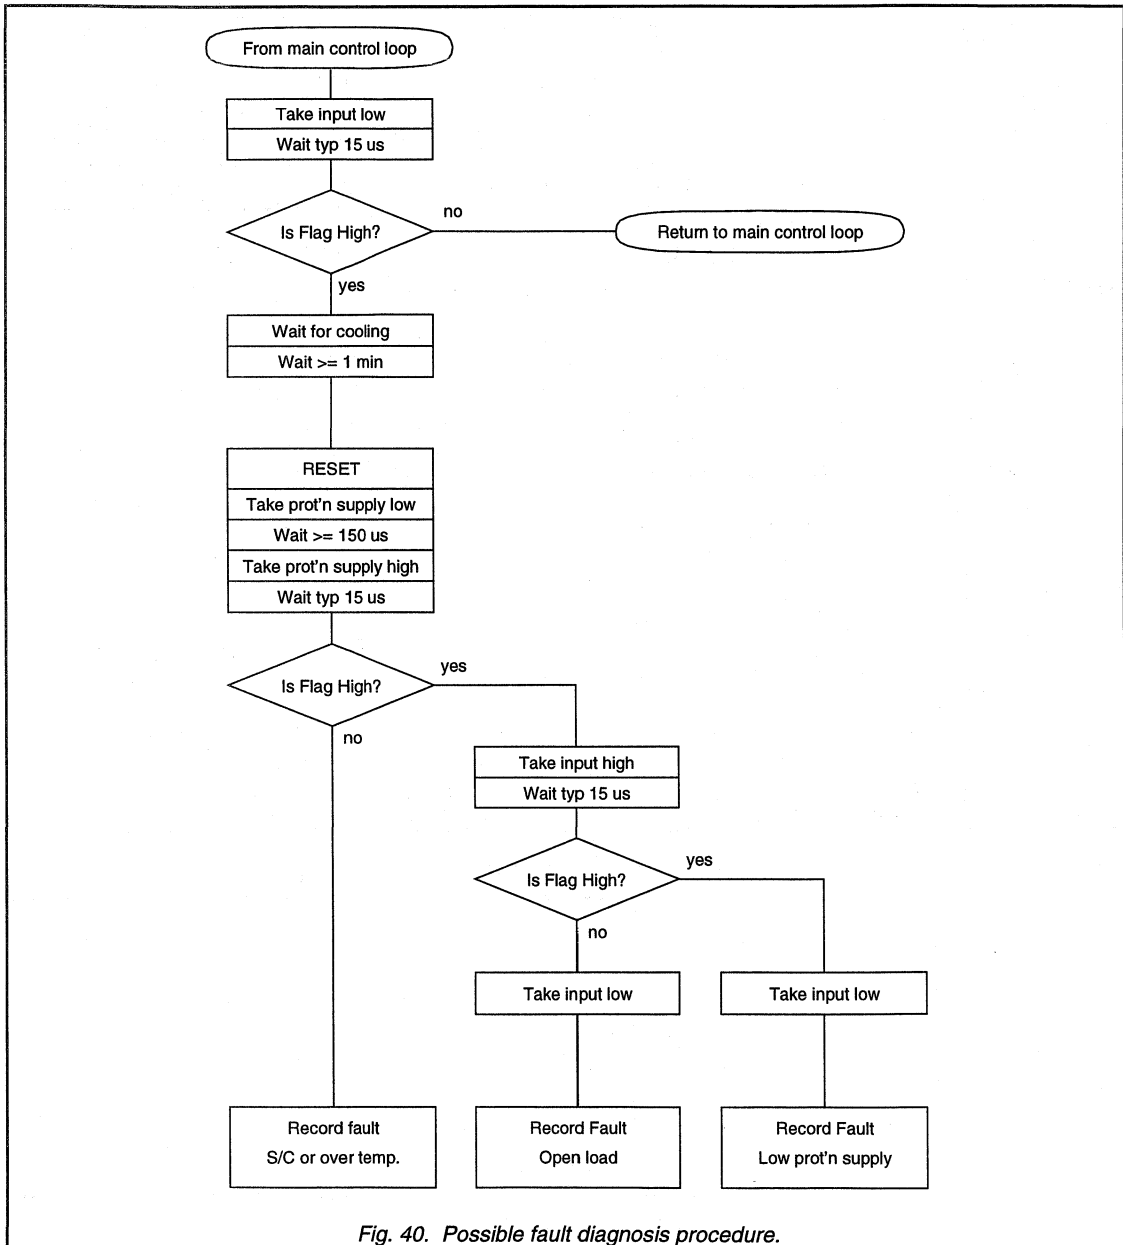 From main control loop
Take input low
Wait typ 15 us
Is Flag High?
no
Return to main control loop
yes
Wait for cooling
Wait >= 1 min
RESET
Take prot'n supply low
Wait >= 150 us
Take prot'n supply high
Wait typ 15 us
Is Flag High?
yes
no
Take input high
Wait typ 15 us
Is Flag High?
yes
no
Take input low
Take input low
Record fault
S/C or over temp.
Record Fault
Open load
Record Fault
Low prot'n supply
Fig. 40. Possible fault diagnosis procedure.